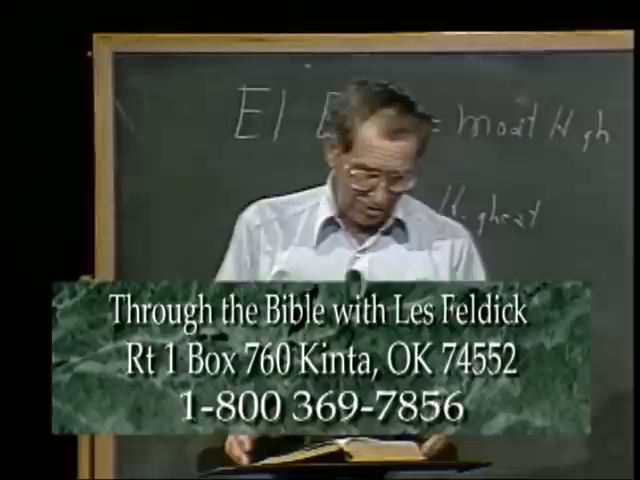 El E = most High
Highest
Through the Bible with Les Feldick
Rt 1 Box 760 Kinta, OK 74552
1-800 369-7856